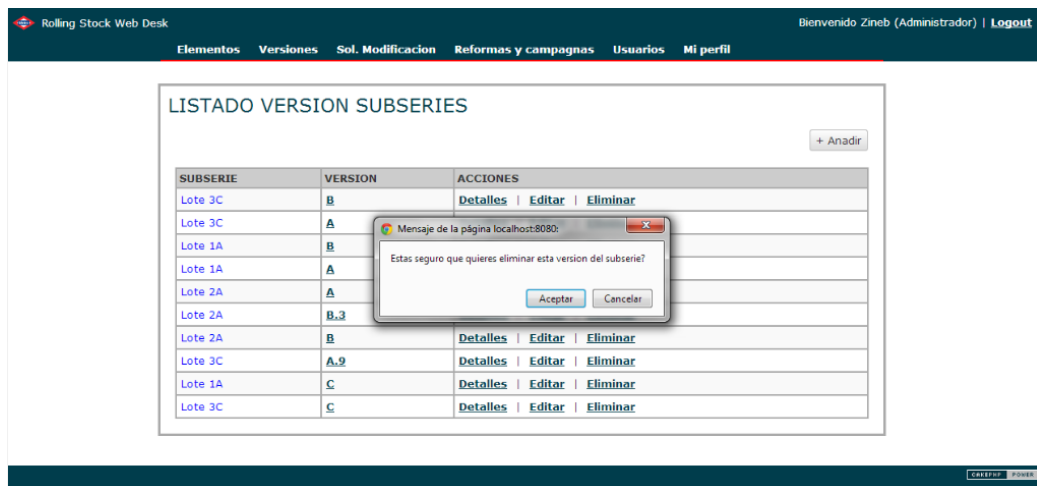 Rolling Stock Web Desk Bienvenido Zineb (Administrador) | Logout
Elementos Versiones Sol. Modificacion Reformas y campagnas Usuarios Mi perfil
LISTADO VERSION SUBSERIES
+ Anadir
SUBSERIE VERSION ACCIONES
Lote 3C B Detalles | Editar | Eliminar
Lote 3C A
Mensaje de la página localhost:8080:
Lote 1A B
Estas seguro que quieres eliminar esta version del subserie?
Lote 1A A
Lote 2A A
Aceptar Cancelar
Lote 2A B.3
Lote 2A B Detalles | Editar | Eliminar
Lote 3C A.9 Detalles | Editar | Eliminar
Lote 1A C Detalles | Editar | Eliminar
Lote 3C C Detalles | Editar | Eliminar
CAKEPHP POWER